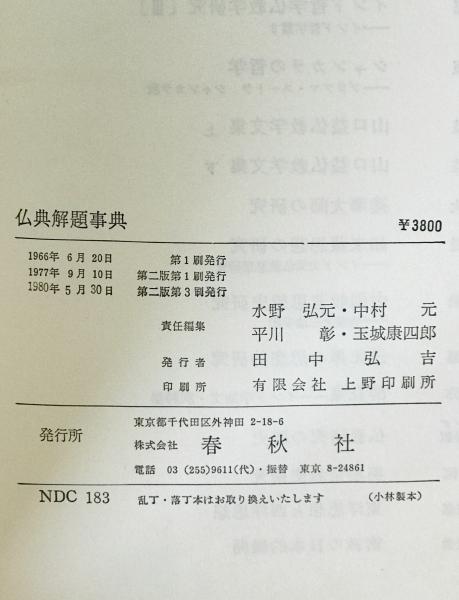 仏典解題事典
¥3800
1966年 6月 20日 第1刷発行
1977年 9月 10日 第二版第1刷発行
1980年 5月 30日 第二版第3刷発行
責任編集
水野 弘元・中村 元
平川 彰・玉城康四郎
発行者 田中弘吉
印刷所 有限会社 上野印刷所
発行所
東京都千代田区外神田 2-18-6
株式会社 春秋社
電話 03 (255)9611(代)・振替 東京 8-24861
NDC 183 乱丁・落丁本はお取り換えいたします (小林製本)